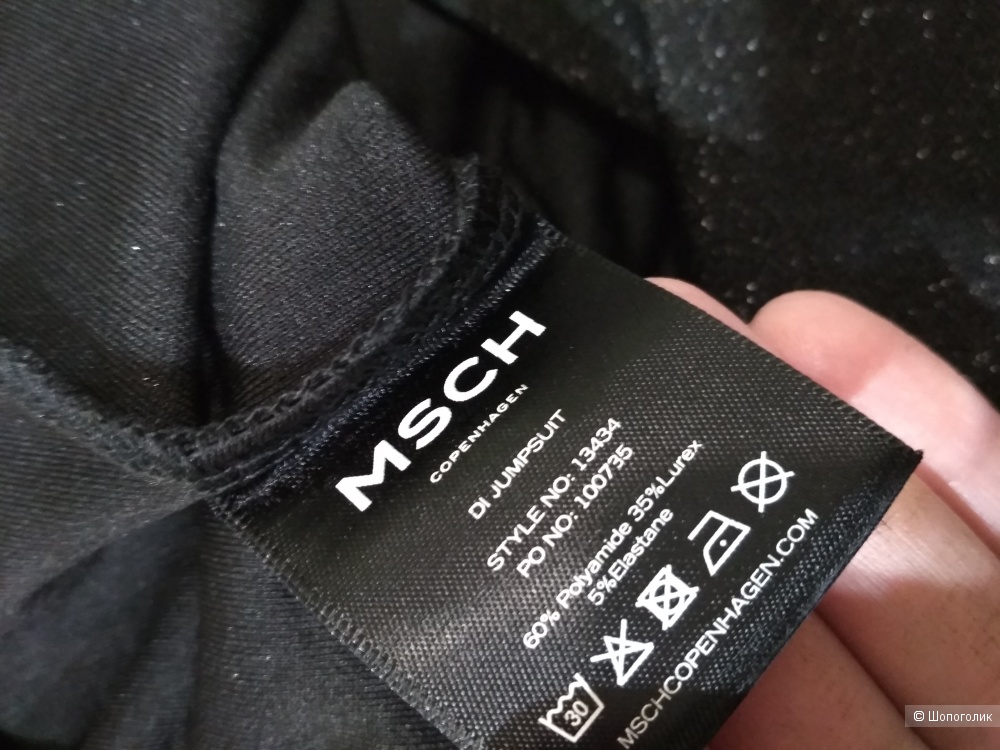 MSCH
COPENHAGEN
DI JUMPSUIT
STYLE NO: 13434
PO NO: 100735
60% Polyamide 35%Lurex
5%Elastane
30
MSCHCOPENHAGEN.COM
© Шопоголик